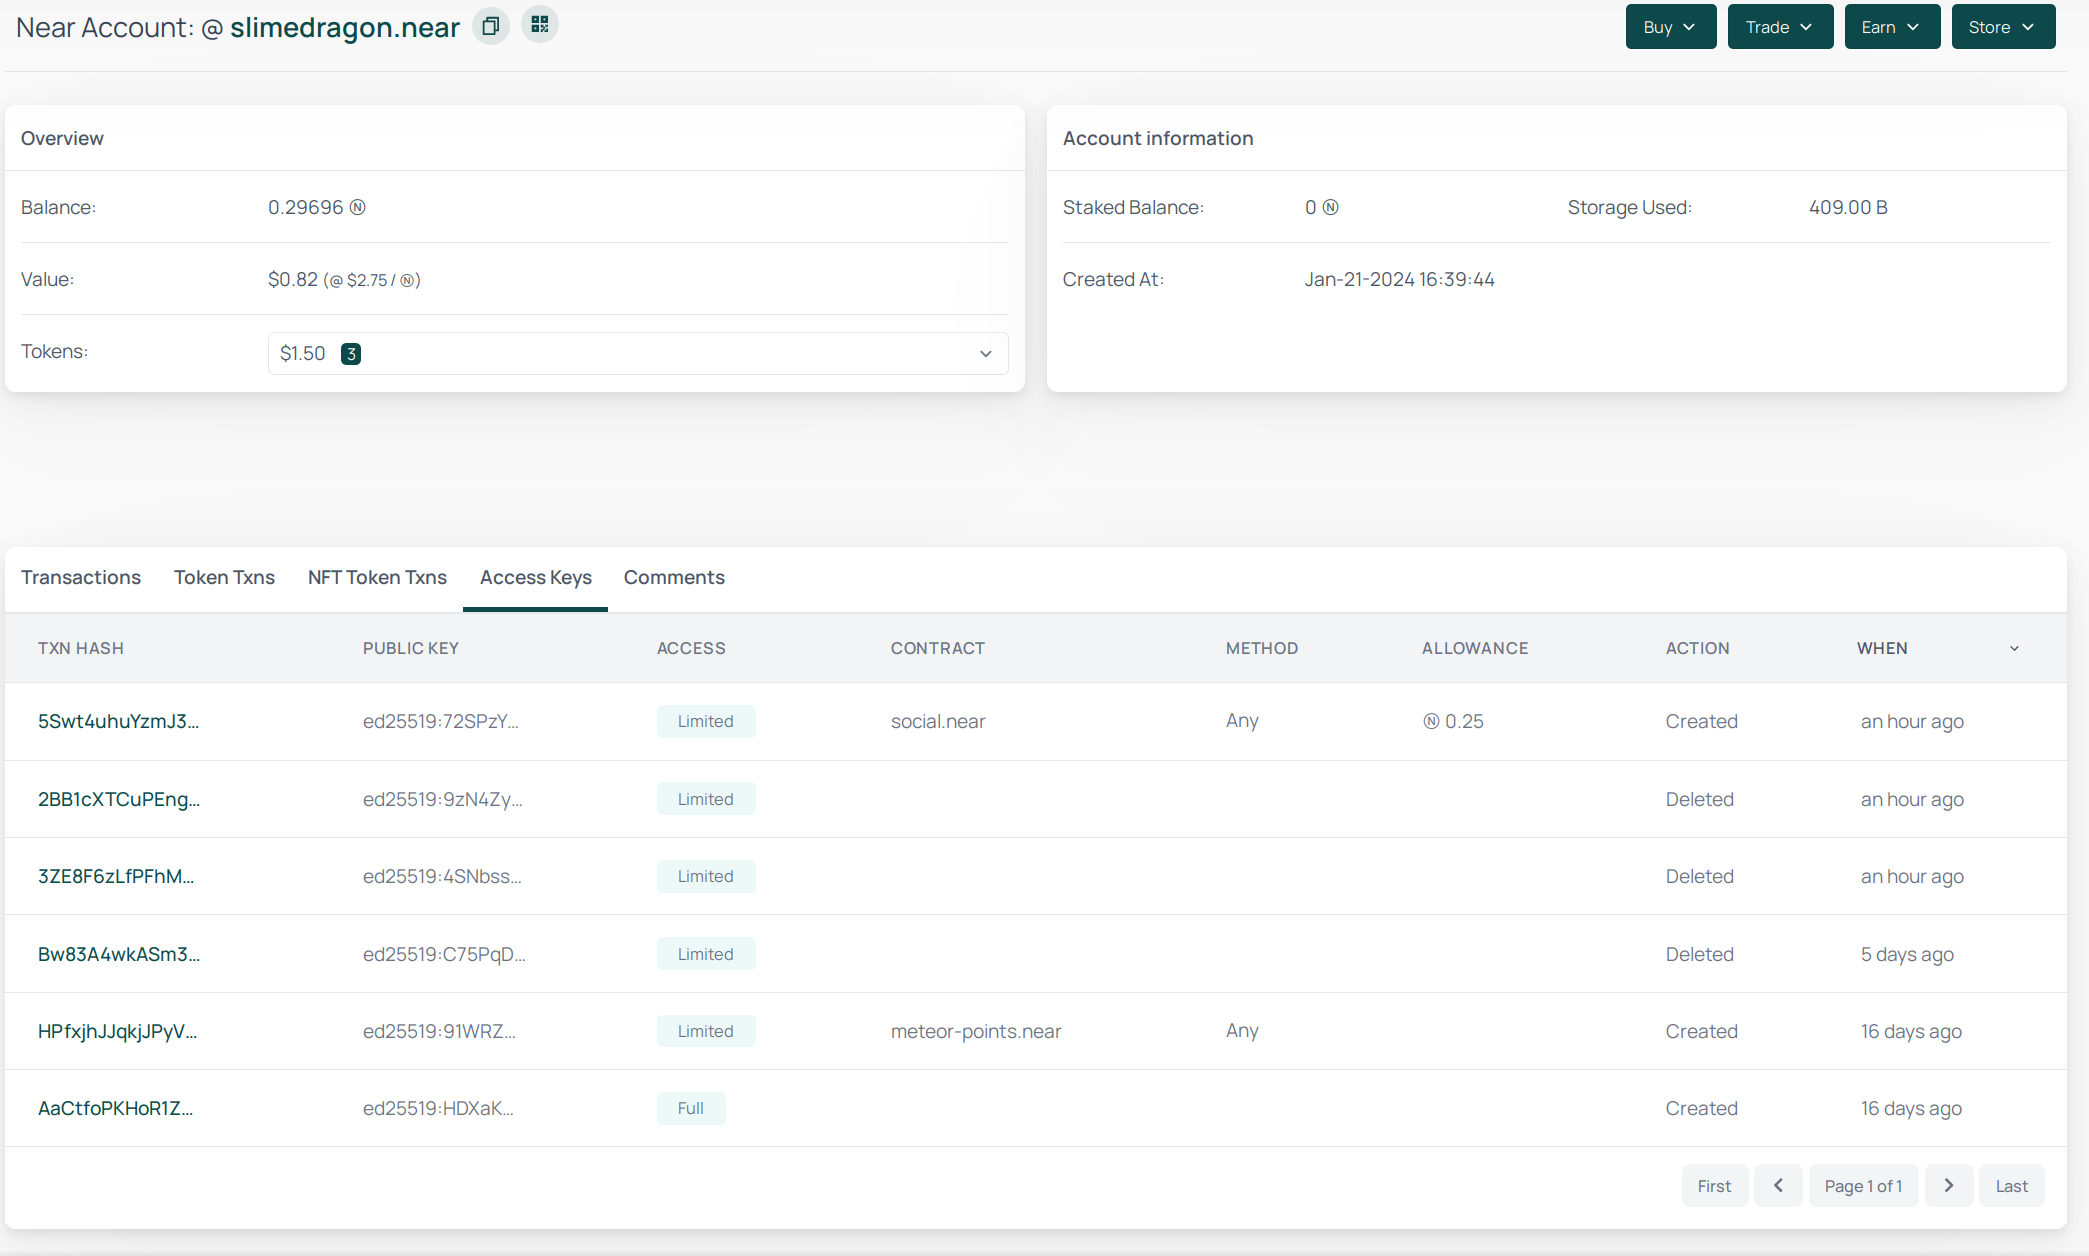 Near Account: @ slimedragon.near
Buy
Trade
Earn
Store
Overview
Balance: 0.29696 Ⓝ
Value: $0.82 (@ $2.75 / Ⓝ)
Tokens: $1.50 3
Account information
Staked Balance: 0 Ⓝ Storage Used: 409.00 B
Created At: Jan-21-2024 16:39:44
Transactions Token Txns NFT Token Txns Access Keys Comments
TXN HASH PUBLIC KEY ACCESS CONTRACT METHOD ALLOWANCE ACTION WHEN
5Swt4uhuYzmJ3... ed25519:72SPzY... Limited social.near Any Ⓝ 0.25 Created an hour ago
2BB1cXTCuPEng... ed25519:9zN4Zy... Limited Deleted an hour ago
3ZE8F6zLfPFhM... ed25519:4SNbss... Limited Deleted an hour ago
Bw83A4wkASm3... ed25519:C75PqD... Limited Deleted 5 days ago
HPfxjhJJqkjJPyV... ed25519:91WRZ... Limited meteor-points.near Any Created 16 days ago
AaCtfoPKHoR1Z... ed25519:HDXaK... Full Created 16 days ago
First Page 1 of 1 Last